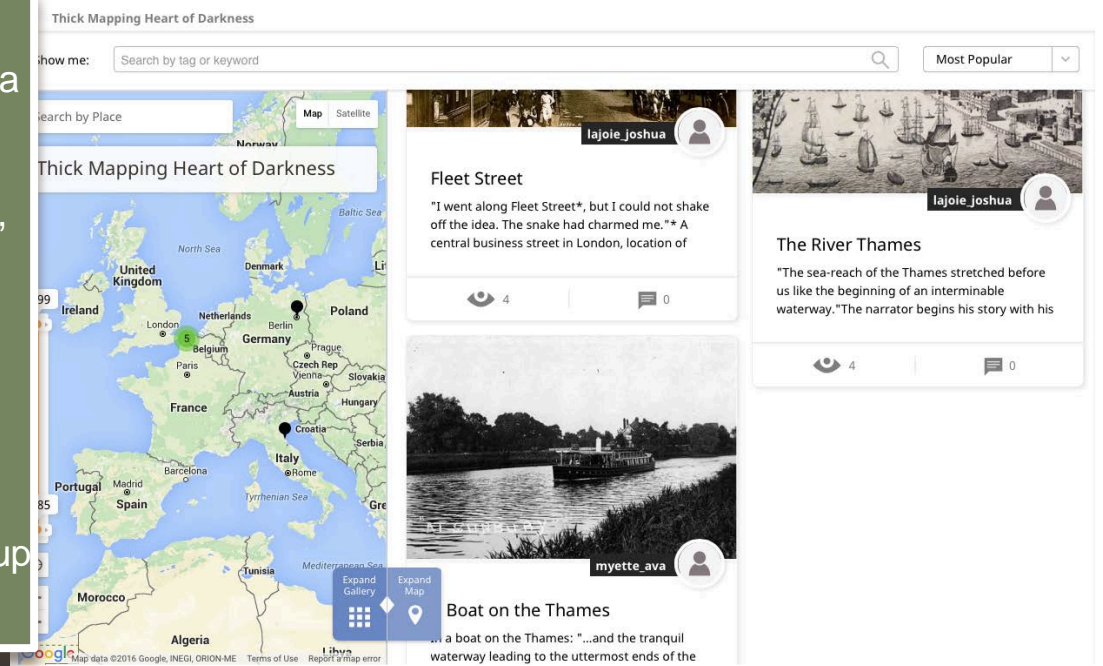 Thick Mapping Heart of Darkness
a
,
up
how me:
Search by tag or keyword
Most Popular
earch by Place
Map
Satellite
Thick Mapping Heart of Darkness
Norway
Baltic Sea
North Sea
Denmark
United
Kingdom
99
Ireland
Netherlands
Berlin
Poland
London
5
Belgium
Germany
Prague
Paris
Czech Rep
Vienna
Slovakia
Austria
Hungary
France
Croatia
Serbia
Italy
Barcelona
Rome
Portugal
Madrid
Spain
85
Tyrrhenian Sea
Gre
Tunisia
Mediterranean Sea
Morocco
Algeria
Libya
Expand
Gallery
Expand
Map
Google
Map data ©2016 Google, INEGI, ORION-ME
Terms of Use
Report a map error
lajoie_joshua
Fleet Street
"I went along Fleet Street*, but I could not shake
off the idea. The snake had charmed me."* A
central business street in London, location of
4
0
myette_ava
Boat on the Thames
a boat on the Thames: "...and the tranquil
waterway leading to the uttermost ends of the
lajoie_joshua
The River Thames
"The sea-reach of the Thames stretched before
us like the beginning of an interminable
waterway."The narrator begins his story with his
4
0